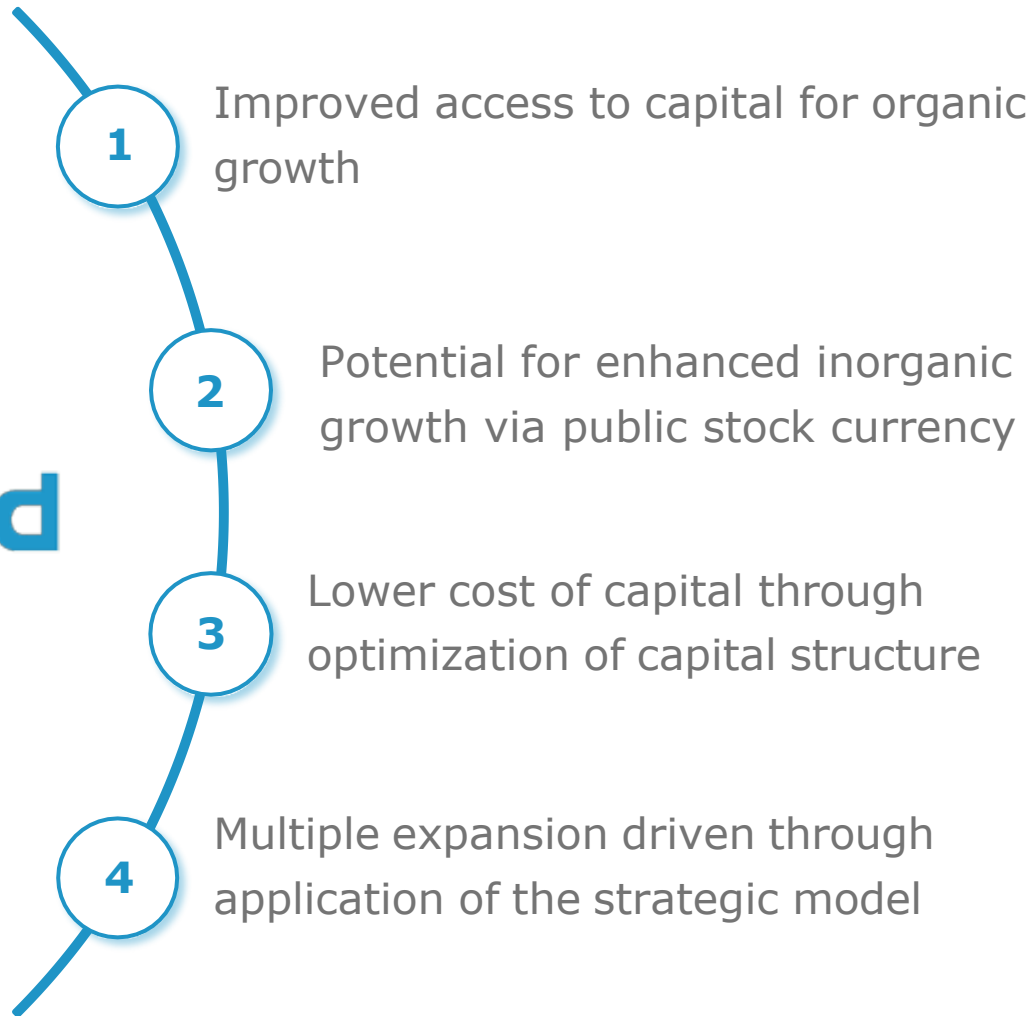 1
Improved access to capital for organic
growth
2
Potential for enhanced inorganic
growth via public stock currency
d
3
Lower cost of capital through
optimization of capital structure
4
Multiple expansion driven through
application of the strategic model